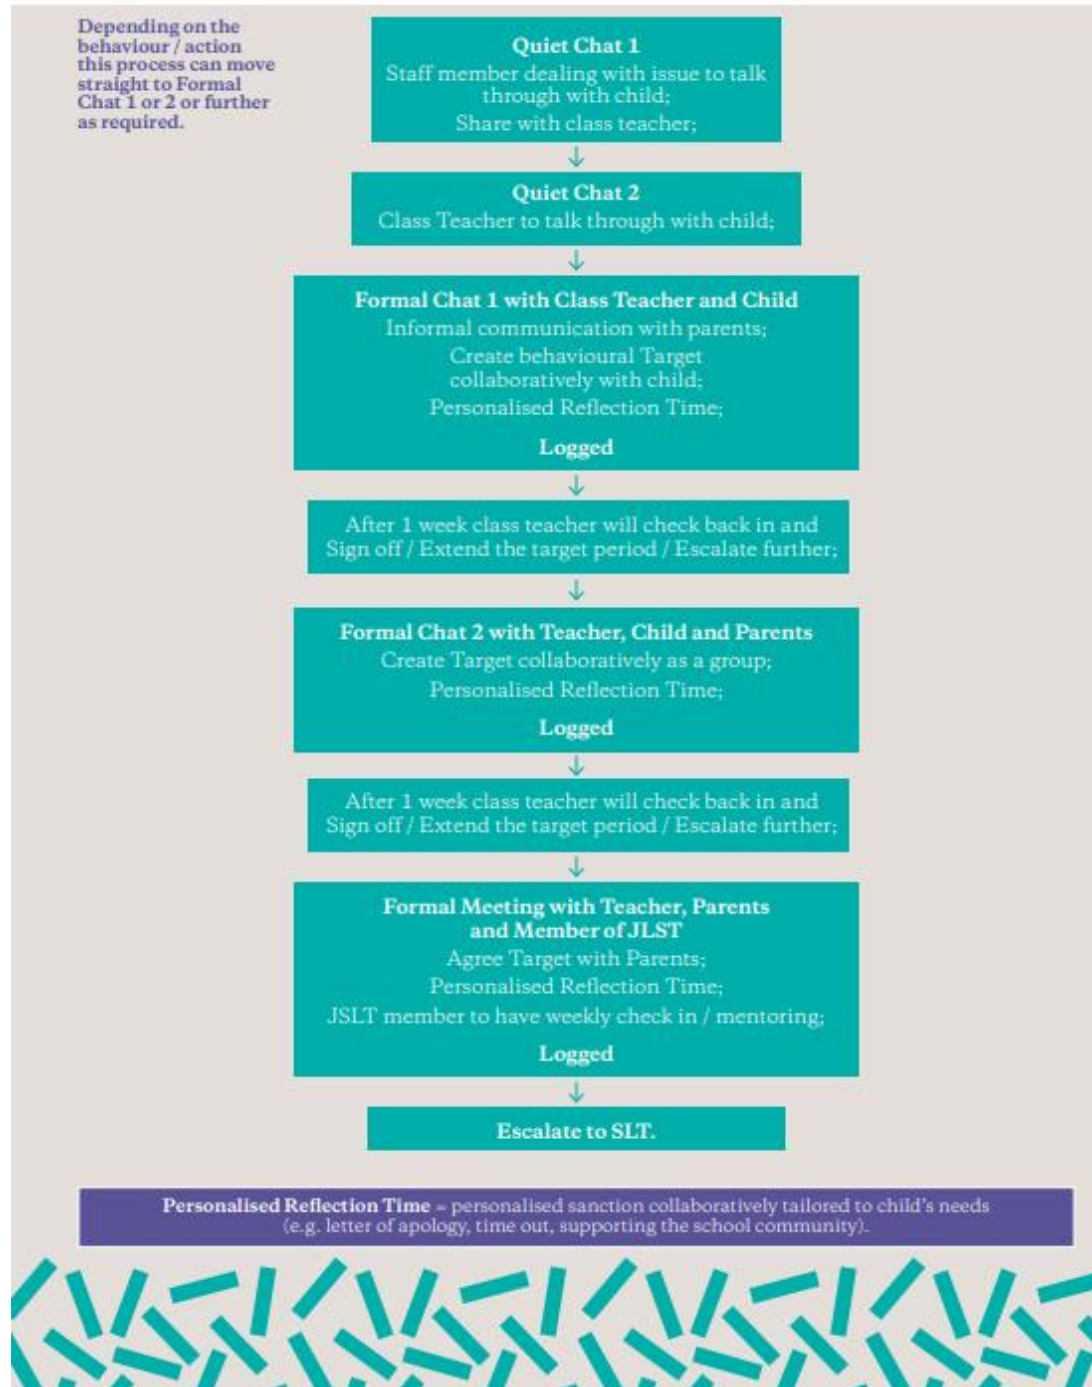 Depending on the
behaviour / action
this process can move
straight to Formal
Chat 1 or 2 or further
as required.
Quiet Chat 1
Staff member dealing with issue to talk
through with child;
Share with class teacher;
Quiet Chat 2
Class Teacher to talk through with child;
Formal Chat 1 with Class Teacher and Child
Informal communication with parents;
Create behavioural Target
collaboratively with child;
Personalised Reflection Time;
Logged
After 1 week class teacher will check back in and
Sign off / Extend the target period / Escalate further;
Formal Chat 2 with Teacher, Child and Parents
Create Target collaboratively as a group;
Personalised Reflection Time;
Logged
After 1 week class teacher will check back in and
Sign off / Extend the target period / Escalate further;
Formal Meeting with Teacher, Parents
and Member of JLST
Agree Target with Parents;
Personalised Reflection Time;
JSLT member to have weekly check in / mentoring;
Logged
Escalate to SLT.
Personalised Reflection Time = personalised sanction collaboratively tailored to child's needs
(e.g. letter of apology, time out, supporting the school community).